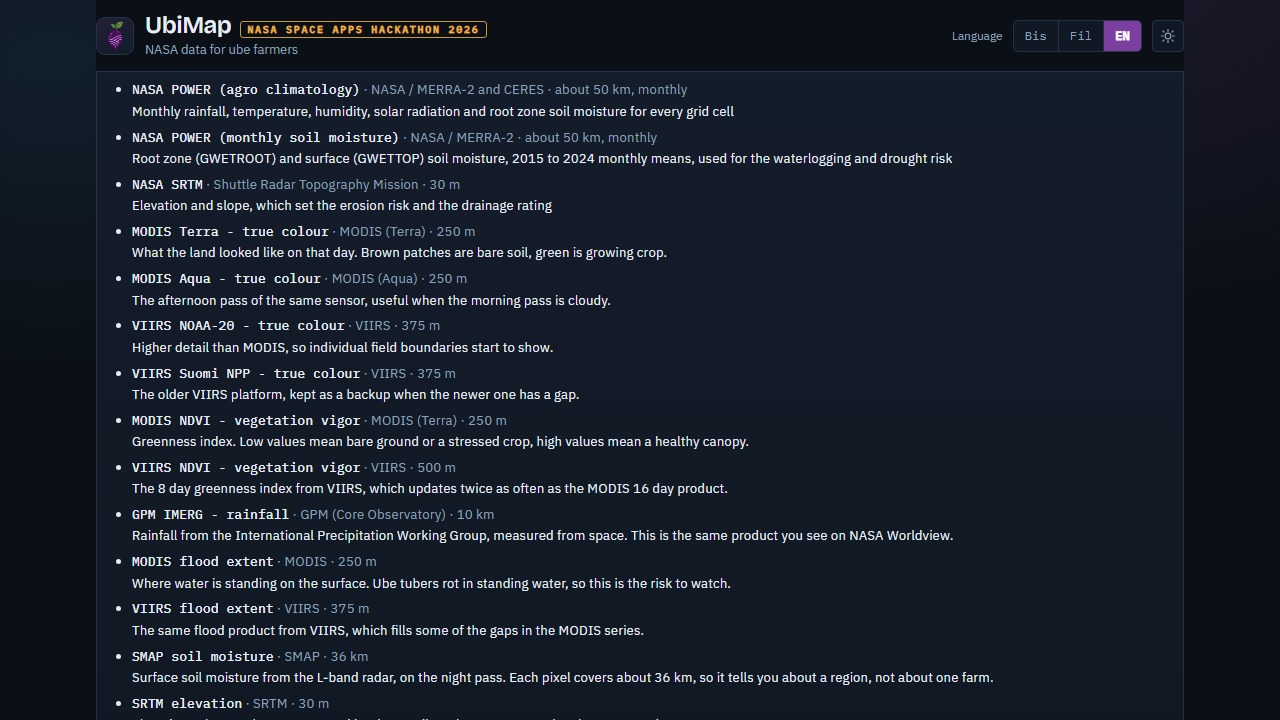 UbiMap NASA SPACE APPS HACKATHON 2026
NASA data for ube farmers
Language Bis Fil EN
• NASA POWER (agro climatology) · NASA / MERRA-2 and CERES · about 50 km, monthly
Monthly rainfall, temperature, humidity, solar radiation and root zone soil moisture for every grid cell
• NASA POWER (monthly soil moisture) · NASA / MERRA-2 · about 50 km, monthly
Root zone (GWETROOT) and surface (GWETTOP) soil moisture, 2015 to 2024 monthly means, used for the waterlogging and drought risk
• NASA SRTM · Shuttle Radar Topography Mission · 30 m
Elevation and slope, which set the erosion risk and the drainage rating
• MODIS Terra - true colour · MODIS (Terra) · 250 m
What the land looked like on that day. Brown patches are bare soil, green is growing crop.
• MODIS Aqua - true colour · MODIS (Aqua) · 250 m
The afternoon pass of the same sensor, useful when the morning pass is cloudy.
• VIIRS NOAA-20 - true colour · VIIRS · 375 m
Higher detail than MODIS, so individual field boundaries start to show.
• VIIRS Suomi NPP - true colour · VIIRS · 375 m
The older VIIRS platform, kept as a backup when the newer one has a gap.
• MODIS NDVI - vegetation vigor · MODIS (Terra) · 250 m
Greenness index. Low values mean bare ground or a stressed crop, high values mean a healthy canopy.
• VIIRS NDVI - vegetation vigor · VIIRS · 500 m
The 8 day greenness index from VIIRS, which updates twice as often as the MODIS 16 day product.
• GPM IMERG - rainfall · GPM (Core Observatory) · 10 km
Rainfall from the International Precipitation Working Group, measured from space. This is the same product you see on NASA Worldview.
• MODIS flood extent · MODIS · 250 m
Where water is standing on the surface. Ube tubers rot in standing water, so this is the risk to watch.
• VIIRS flood extent · VIIRS · 375 m
The same flood product from VIIRS, which fills some of the gaps in the MODIS series.
• SMAP soil moisture · SMAP · 36 km
Surface soil moisture from the L-band radar, on the night pass. Each pixel covers about 36 km, so it tells you about a region, not about one farm.
• SRTM elevation · SRTM · 30 m